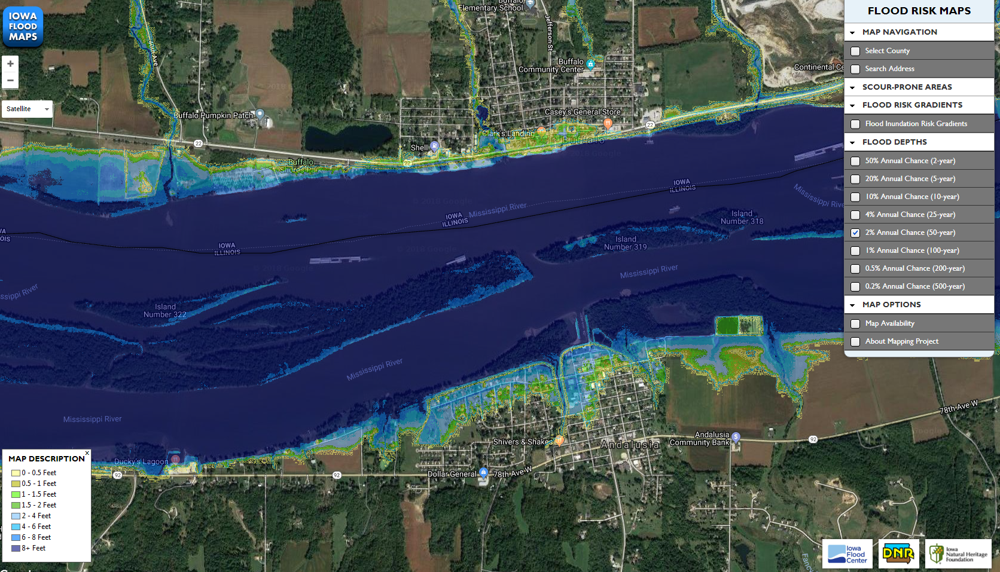 IOWA
FLOOD
MAPS
+
−
Satellite
Buffalo
Elementary School
Jefferson St
4th Ave
Buffalo
Community Center
Continental Ce
Buffalo Pumpkin Patch
Casey's General Store
22
Clark's Landing
22
Shell
22
Buffalo
Shores Park
© 2018 Google
IOWA
ILLINOIS
Mississippi River
IOWA
ILLINOIS
Mississippi Rive
Island
Number 318
IOWA
ILLINOIS
Island
Number 319
Mississippi River
ssippi River
Island
Number 322
Mississippi River
Mississippi River
78th Ave W
Andalusia
Community Bank
92
Shivers & Shakes
Andalusia
Ducky's Lagoon
92
92
Dollar General
78th Ave W
FLOOD RISK MAPS
MAP NAVIGATION
Select County
Search Address
SCOUR-PRONE AREAS
FLOOD RISK GRADIENTS
Flood Inundation Risk Gradients
FLOOD DEPTHS
50% Annual Chance (2-year)
20% Annual Chance (5-year)
10% Annual Chance (10-year)
4% Annual Chance (25-year)
2% Annual Chance (50-year)
1% Annual Chance (100-year)
0.5% Annual Chance (200-year)
0.2% Annual Chance (500-year)
MAP OPTIONS
Map Availability
About Mapping Project
x
MAP DESCRIPTION
0 - 0.5 Feet
0.5 - 1 Feet
1 - 1.5 Feet
1.5 - 2 Feet
2 - 4 Feet
4 - 6 Feet
6 - 8 Feet
8+ Feet
Iowa
Flood
Center
DNR
Iowa
Natural Heritage
Foundation